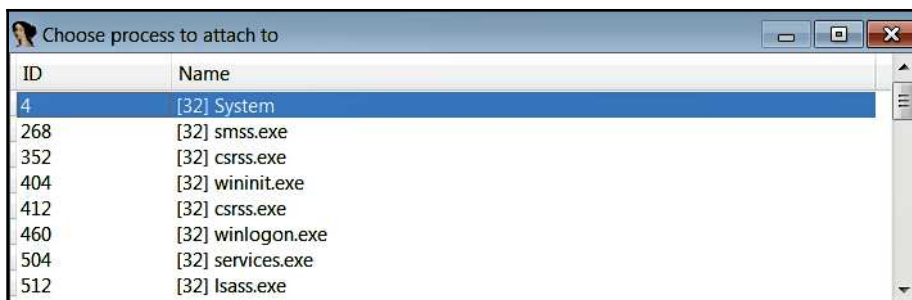 Choose process to attach to
ID Name
4 [32] System
268 [32] smss.exe
352 [32] csrss.exe
404 [32] wininit.exe
412 [32] csrss.exe
460 [32] winlogon.exe
504 [32] services.exe
512 [32] lsass.exe